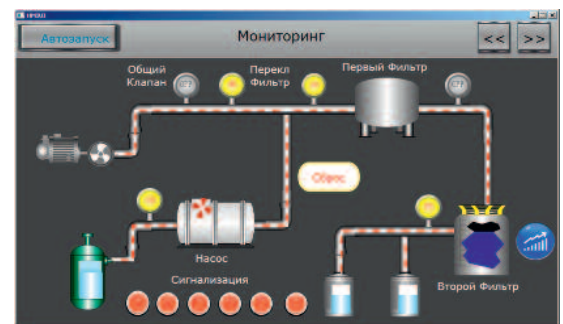 Автозапуск
Мониторинг
<< >>
Общий
Клапан
Перекл
Фильтр
Первый Фильтр
Сброс
Насос
Сигнализация
Второй Фильтр